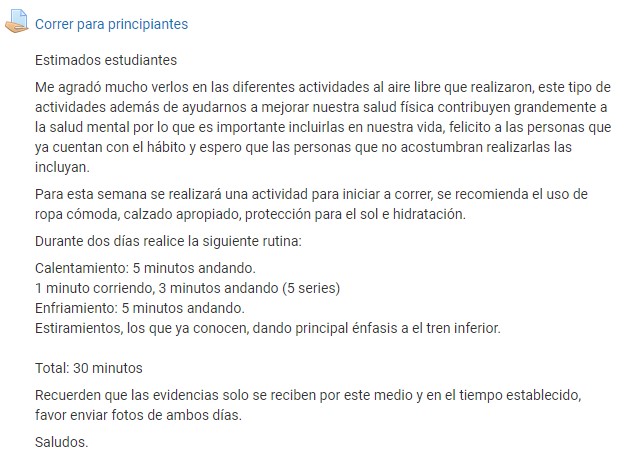 Correr para principiantes
Estimados estudiantes
Me agradó mucho verlos en las diferentes actividades al aire libre que realizaron, este tipo de
actividades además de ayudarnos a mejorar nuestra salud física contribuyen grandemente a
la salud mental por lo que es importante incluirlas en nuestra vida, felicito a las personas que
ya cuentan con el hábito y espero que las personas que no acostumbran realizarlas las
incluyan.
Para esta semana se realizará una actividad para iniciar a correr, se recomienda el uso de
ropa cómoda, calzado apropiado, protección para el sol e hidratación.
Durante dos días realice la siguiente rutina:
Calentamiento: 5 minutos andando.
1 minuto corriendo, 3 minutos andando (5 series)
Enfriamiento: 5 minutos andando.
Estiramientos, los que ya conocen, dando principal énfasis a el tren inferior.
Total: 30 minutos
Recuerden que las evidencias solo se reciben por este medio y en el tiempo establecido,
favor enviar fotos de ambos días.
Saludos.